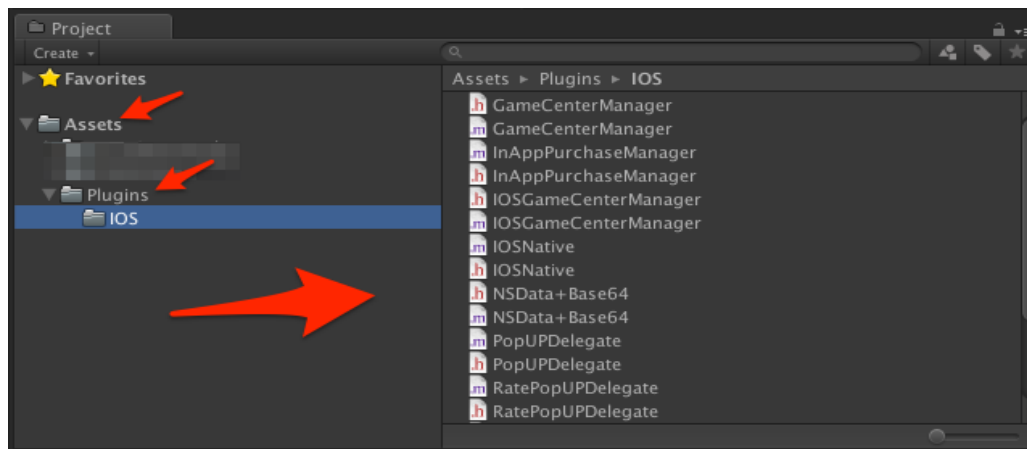 Project
Create
Favorites
Assets
Plugins
IOS
Assets ▸ Plugins ▸ IOS
.h GameCenterManager
.m GameCenterManager
.m InAppPurchaseManager
.h InAppPurchaseManager
.h IOSGameCenterManager
.m IOSGameCenterManager
.m IOSNative
.h IOSNative
.h NSData+Base64
.m NSData+Base64
.m PopUPDelegate
.h PopUPDelegate
.m RatePopUPDelegate
.h RatePopUPDelegate